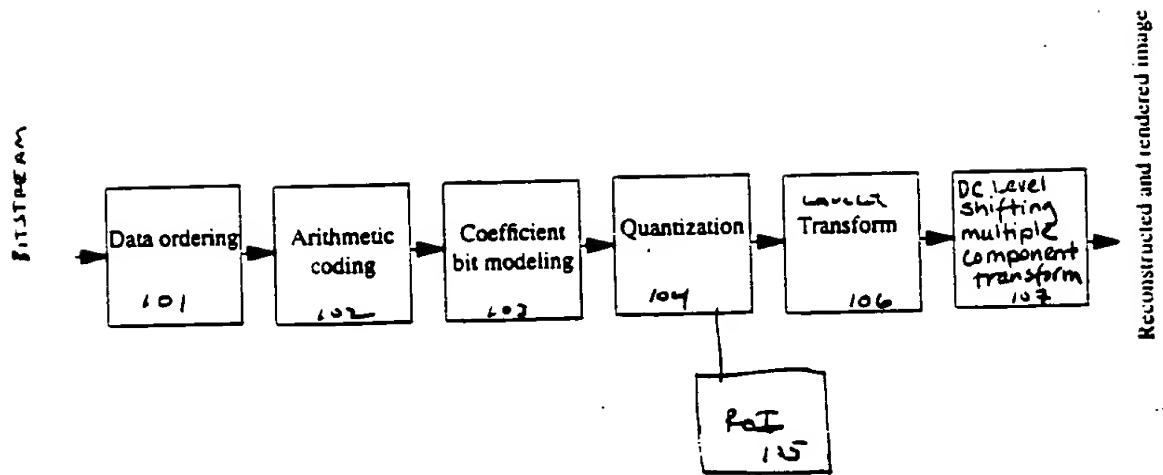 BITSTREAM
Data ordering
101
Arithmetic
coding
102
Coefficient
bit modeling
103
Quantization
104
Transform
106
DC Level
shifting
multiple
component
transform
107
RoI
Reconstructed and rendered image